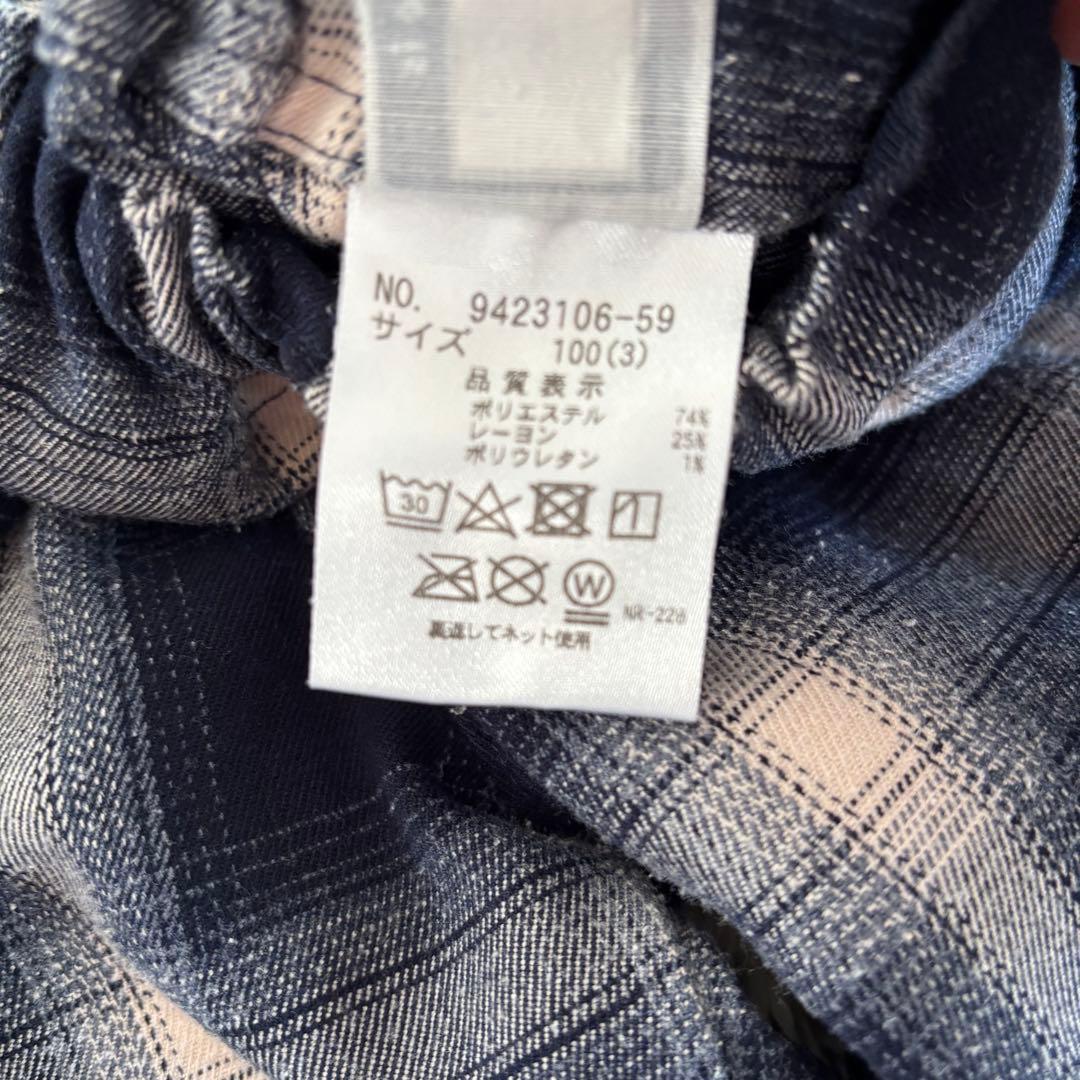 NO. 9423106-59
サイズ 100(3)
品質表示
ポリエステル 74%
レーヨン 25%
ポリウレタン 1%
30
W
NR-228
裏返してネット使用